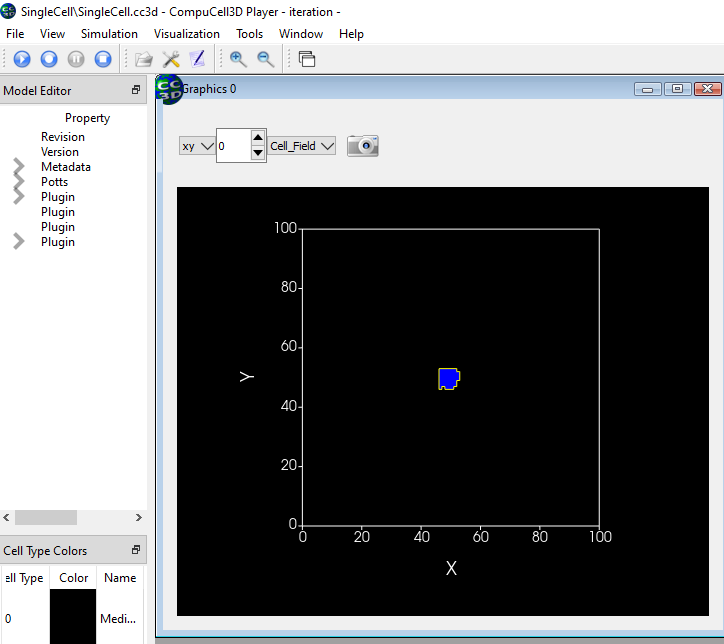 SingleCell\SingleCell.cc3d - CompuCell3D Player - iteration -
File View Simulation Visualization Tools Window Help
Model Editor
Property
Revision
Version
Metadata
Potts
Plugin
Plugin
Plugin
Plugin
Cell Type Colors
ell Type Color Name
0 Medi...
CC
3D
Graphics 0
xy 0 Cell_Field
100
80
60
Y
40
20
0
0 20 40 60 80 100
X